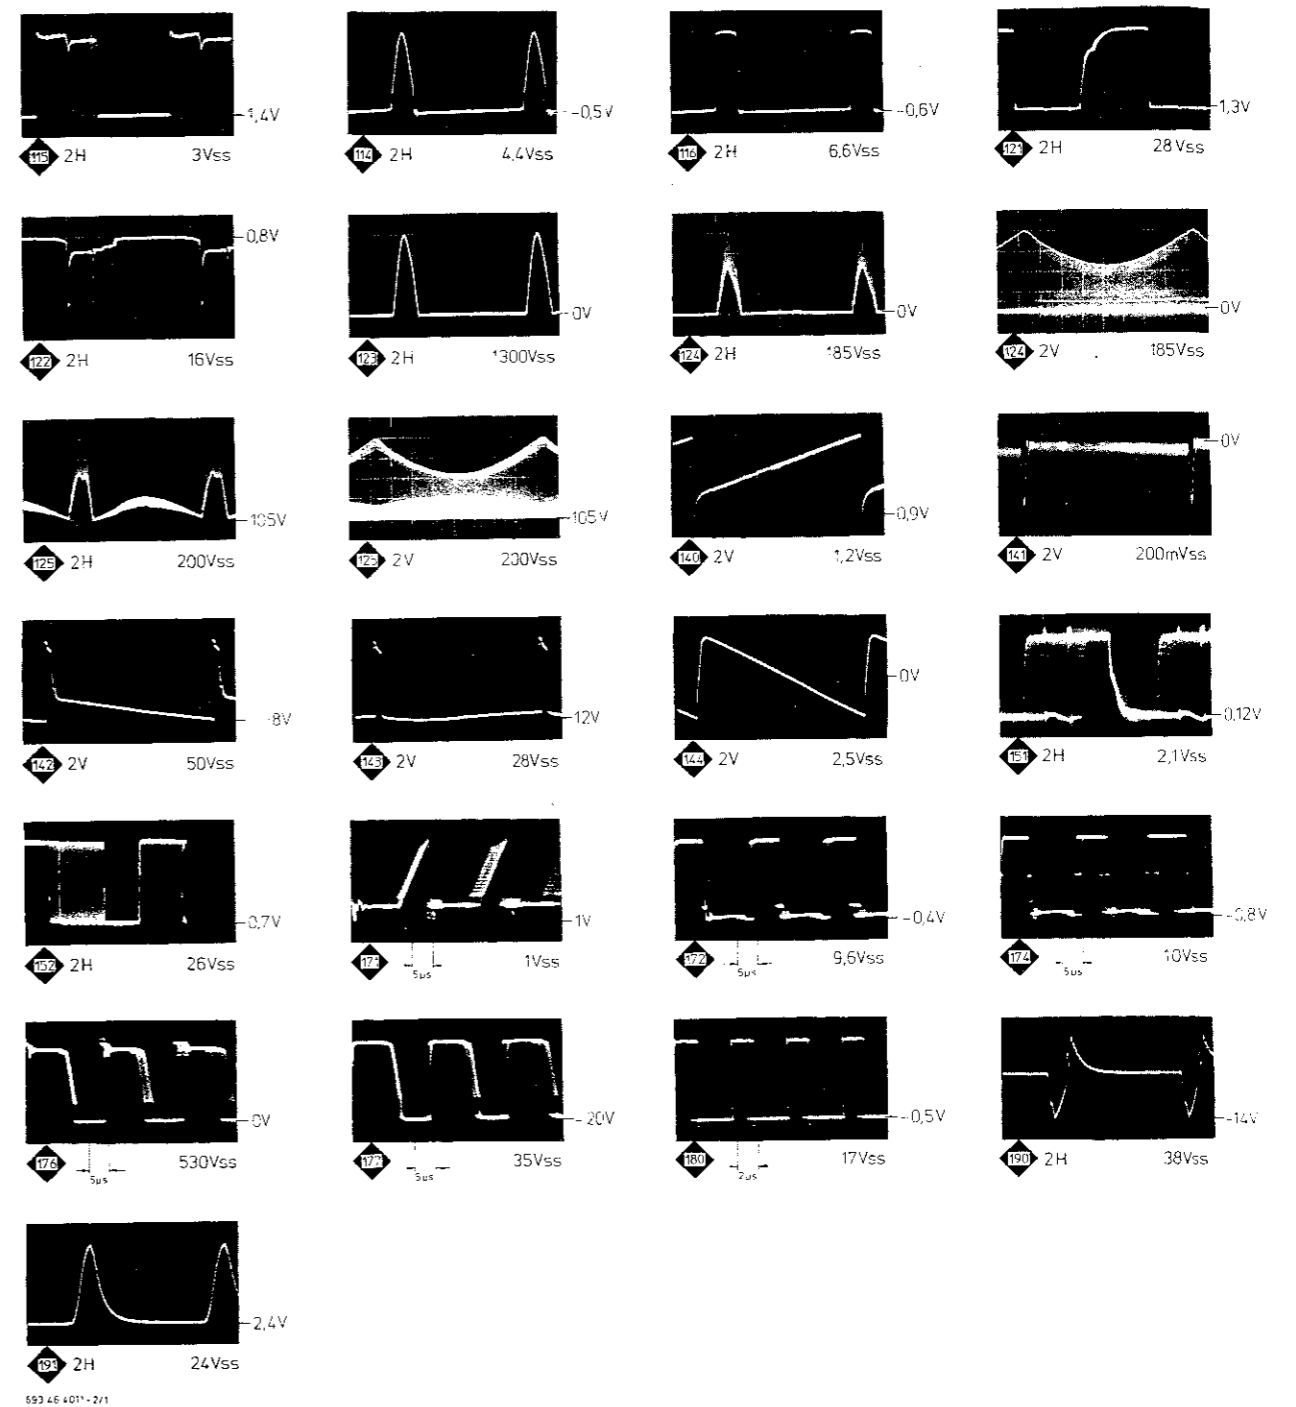 1,4V
115 2H 3Vss
-0,5V
114 2H 4,4Vss
-0,6V
116 2H 6,6Vss
1,3V
121 2H 28Vss
0,8V
122 2H 16Vss
0V
123 2H 1300Vss
0V
124 2H 185Vss
0V
124 2V 185Vss
105V
125 2H 200Vss
105V
125 2V 200Vss
0,9V
140 2V 1,2Vss
0V
141 2V 200mVss
8V
142 2V 50Vss
12V
143 2V 28Vss
0V
144 2V 2,5Vss
0,12V
151 2H 2,1Vss
0,7V
152 2H 26Vss
1V
171 1Vss
5µs
-0,4V
172 9,6Vss
5µs
-0,8V
174 10Vss
5µs
0V
176 530Vss
5µs
-20V
177 35Vss
5µs
-0,5V
180 17Vss
2µs
-14V
190 2H 38Vss
2,4V
191 2H 24Vss